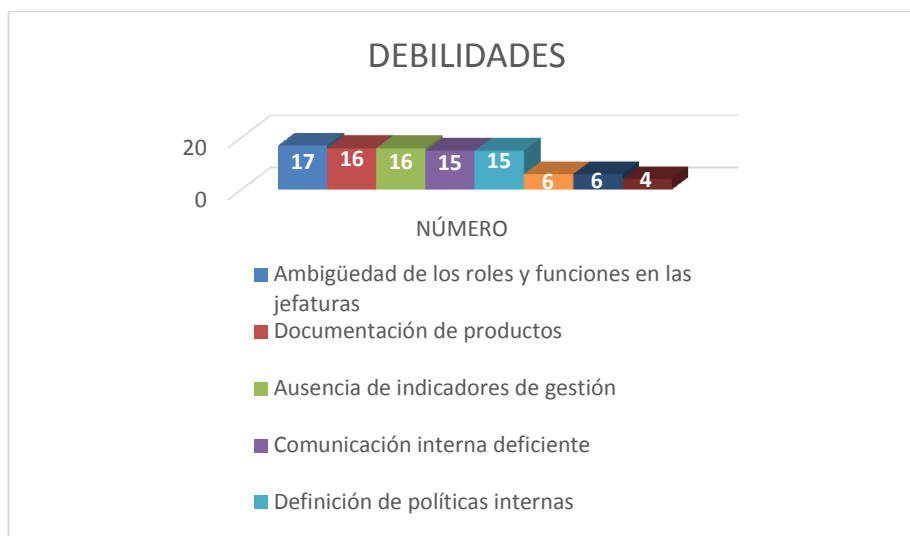 DEBILIDADES
20
0
17
16
16
15
15
6
6
4
NÚMERO
Ambigüedad de los roles y funciones en las
jefaturas
Documentación de productos
Ausencia de indicadores de gestión
Comunicación interna deficiente
Definición de políticas internas